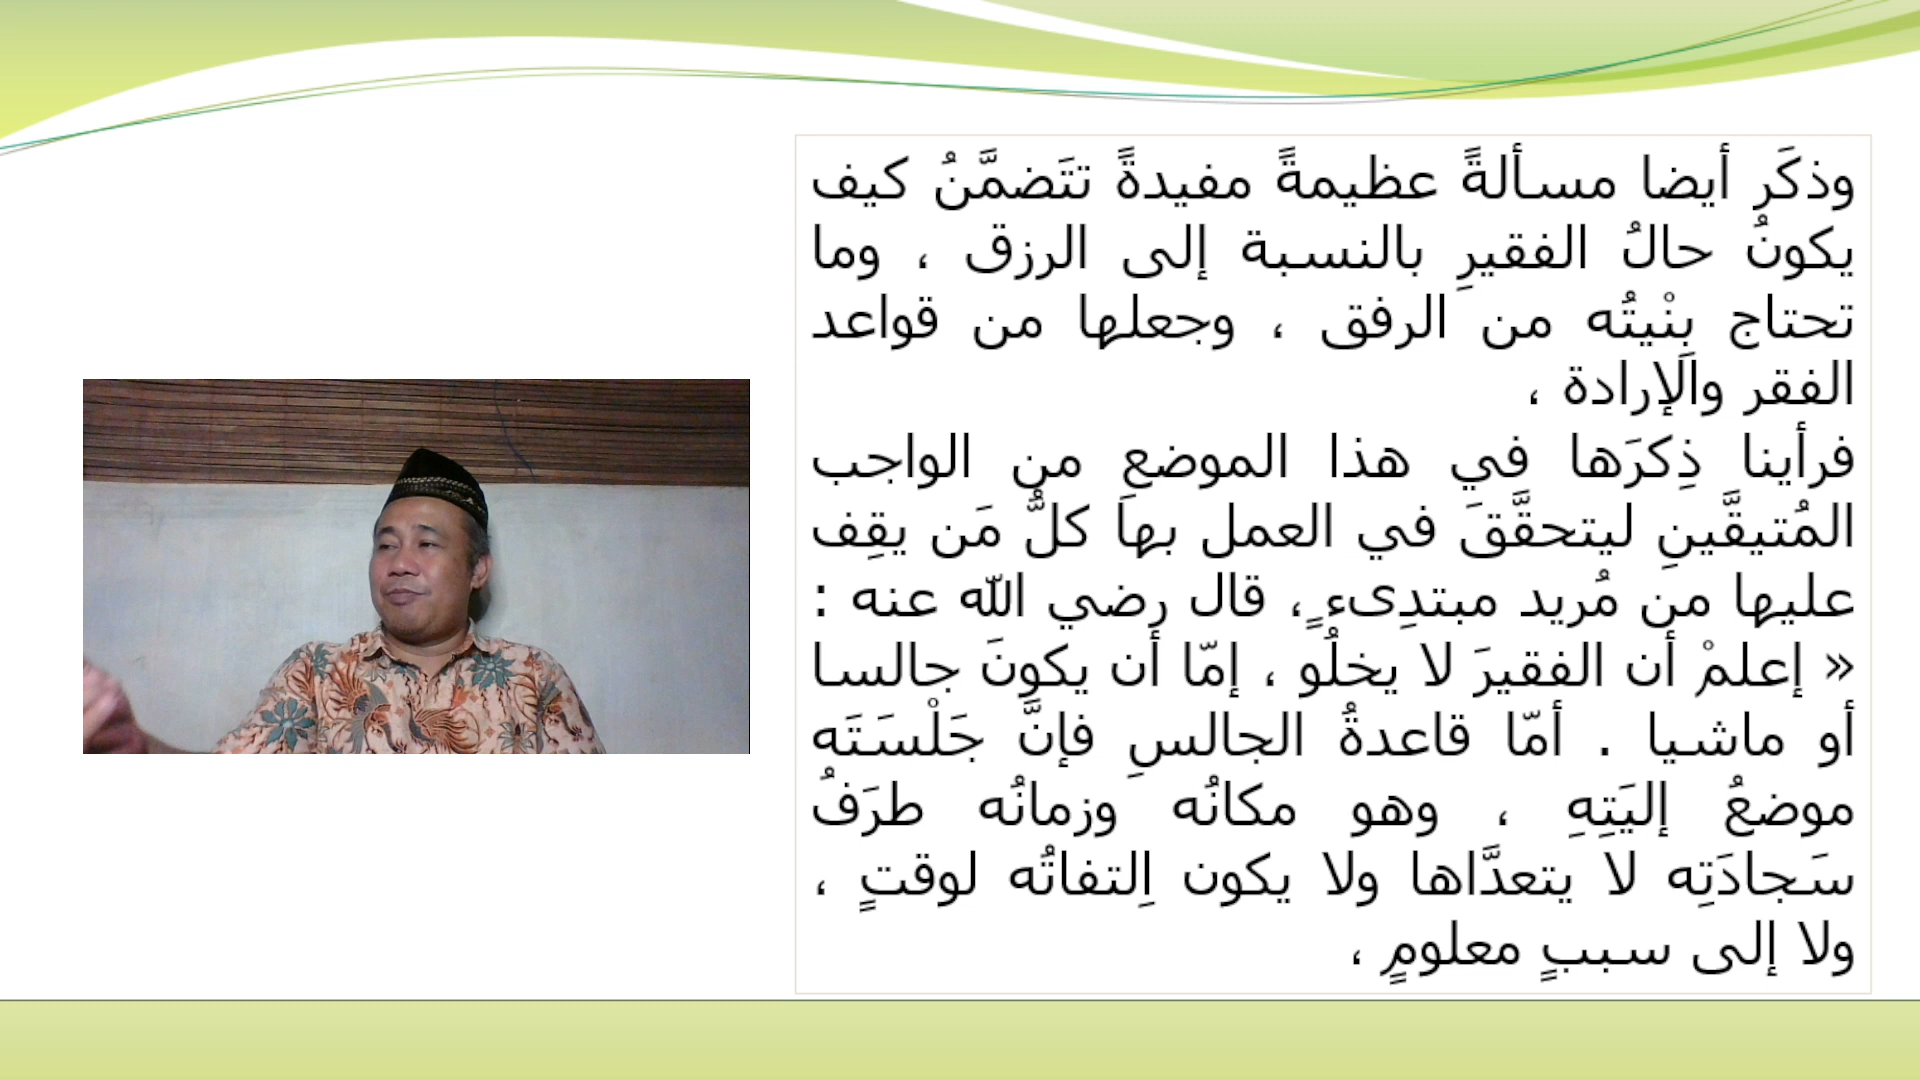 وذكَر أيضا مسألةً عظيمةً مفيدةً تتَضمَّنُ كيف
يكونُ حالُ الفقيرِ بالنسبة إلى الرزق ، وما
تحتاج بِنْيتُه من الرفق ، وجعلها من قواعد
الفقر والإرادة ،
فرأينا ذِكرَها في هذا الموضعِ من الواجب
المُتيقَّينِ ليتحقَّقَ في العمل بها كلُّ مَن يقِف
عليها من مُريد مبتدِىءٍ ، قال رضي الله عنه :
« إعلمْ أن الفقيرَ لا يخلُو ، إمّا أن يكونَ جالسا
أو ماشيا . أمّا قاعدةُ الجالسِ فإنَّ جَلْسَتَه
موضعُ إليَتِهِ ، وهو مكانُه وزمانُه طرَفُ
سَجادَتِه لا يتعدَّاها ولا يكون اِلتفاتُه لوقتٍ ،
ولا إلى سببٍ معلومٍ ،